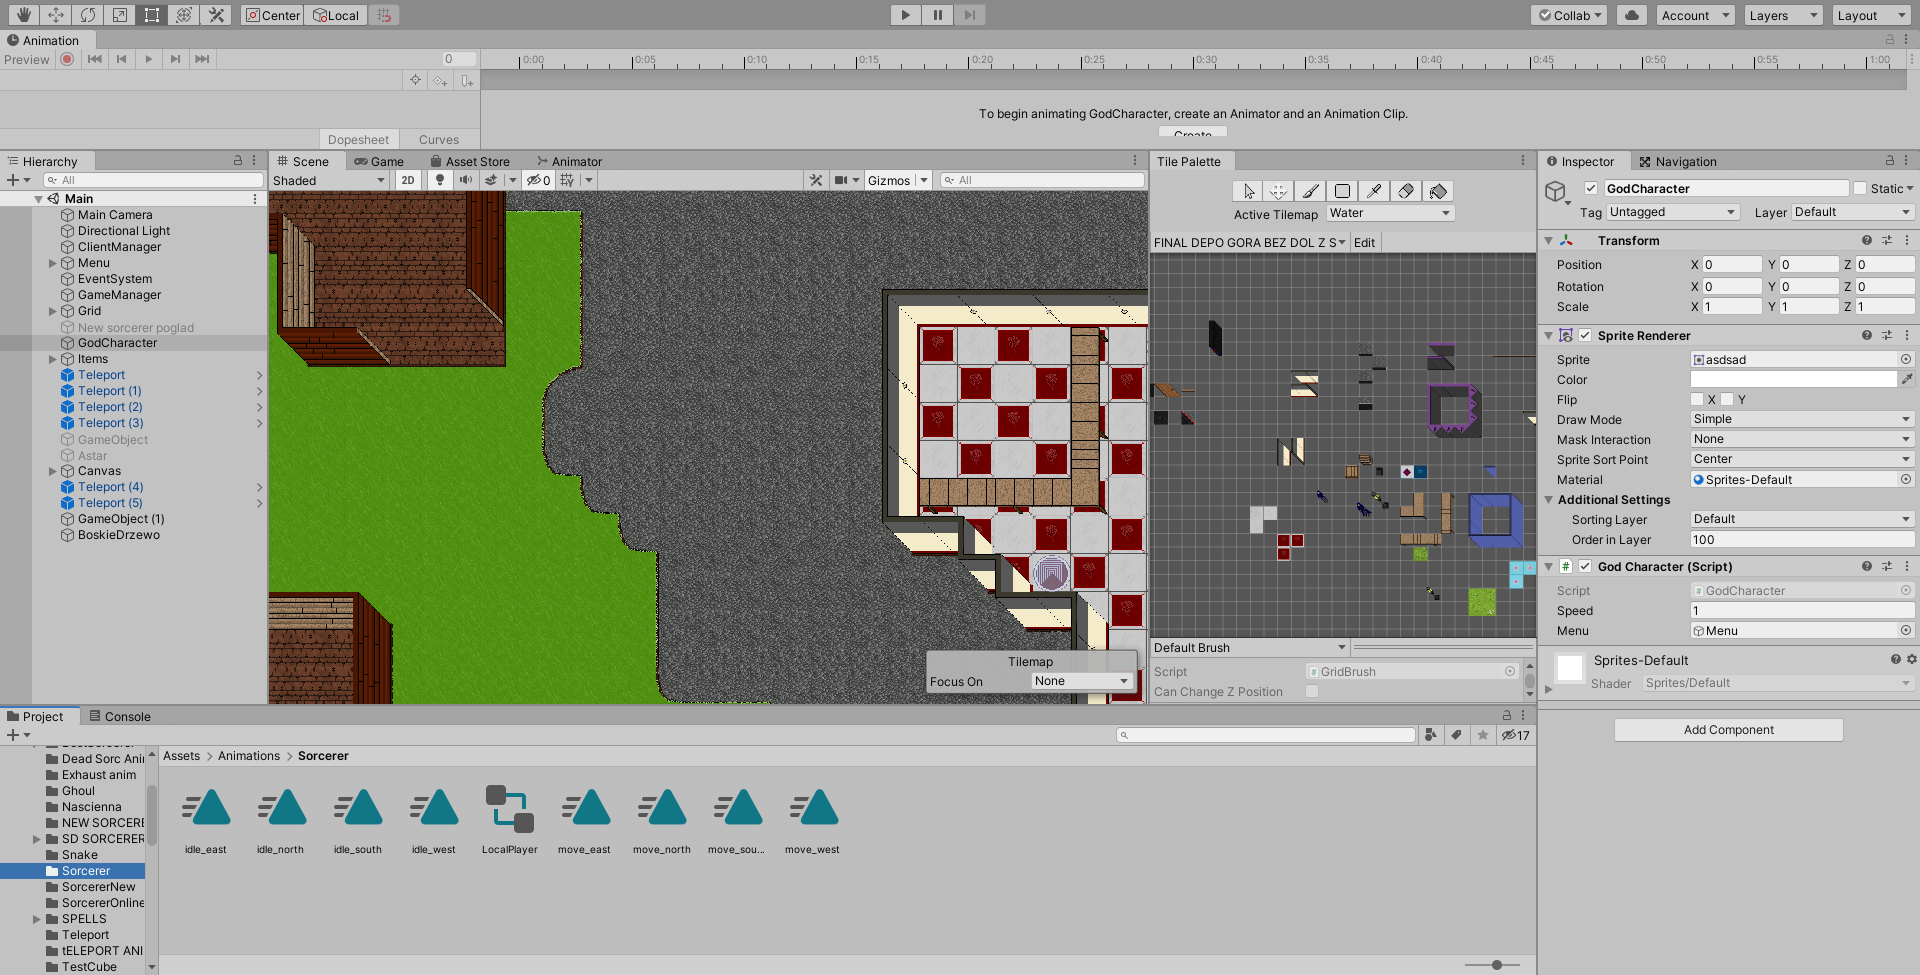 Center Local Collab Account Layers Layout
Animation
Preview 0 0:00 0:05 0:10 0:15 0:20 0:25 0:30 0:35 0:40 0:45 0:50 0:55 1:00
To begin animating GodCharacter, create an Animator and an Animation Clip.
Create
Dopesheet Curves
Hierarchy
All
Main
Main Camera
Directional Light
ClientManager
Menu
EventSystem
GameManager
Grid
New sorcerer poglad
GodCharacter
Items
Teleport
Teleport (1)
Teleport (2)
Teleport (3)
GameObject
Astar
Canvas
Teleport (4)
Teleport (5)
GameObject (1)
BoskieDrzewo
Scene Game Asset Store Animator
Shaded 2D 0 Gizmos All
Tilemap
Focus On None
Tile Palette
Active Tilemap Water
FINAL DEPO GORA BEZ DOL Z S Edit
Default Brush
Script GridBrush
Can Change Z Position
Inspector Navigation
GodCharacter Static
Tag Untagged Layer Default
Transform
Position X 0 Y 0 Z 0
Rotation X 0 Y 0 Z 0
Scale X 1 Y 1 Z 1
Sprite Renderer
Sprite asdsad
Color
Flip X Y
Draw Mode Simple
Mask Interaction None
Sprite Sort Point Center
Material Sprites-Default
Additional Settings
Sorting Layer Default
Order in Layer 100
# God Character (Script)
Script GodCharacter
Speed 1
Menu Menu
Sprites-Default
Shader Sprites/Default
Add Component
Project Console
17
Dead Sorc Ani
Exhaust anim
Ghoul
Nascienna
NEW SORCERE
SD SORCERER
Snake
Sorcerer
SorcererNew
SorcererOnline
SPELLS
Teleport
tELEPORT ANI
TestCube
Assets > Animations > Sorcerer
idle_east idle_north idle_south idle_west LocalPlayer move_east move_north move_sou... move_west